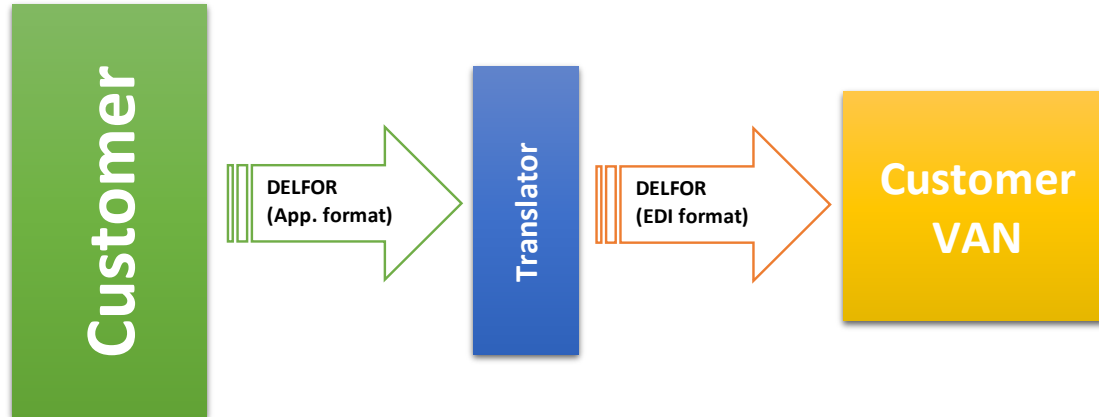 Customer
DELFOR
(App. format)
Translator
DELFOR
(EDI format)
Customer
VAN